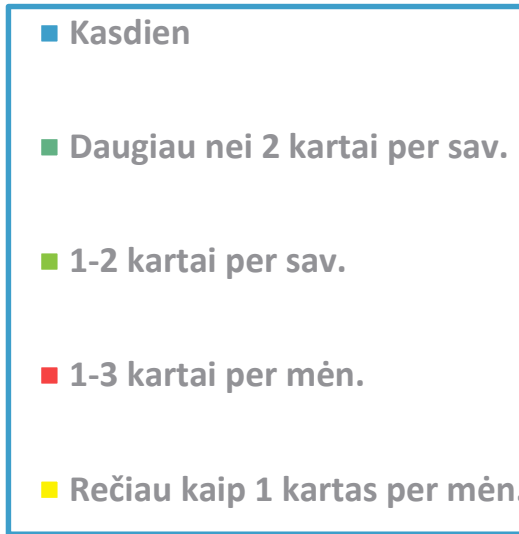 Kasdien
Daugiau nei 2 kartai per sav.
1-2 kartai per sav.
1-3 kartai per mėn.
Rečiau kaip 1 kartas per mėn.